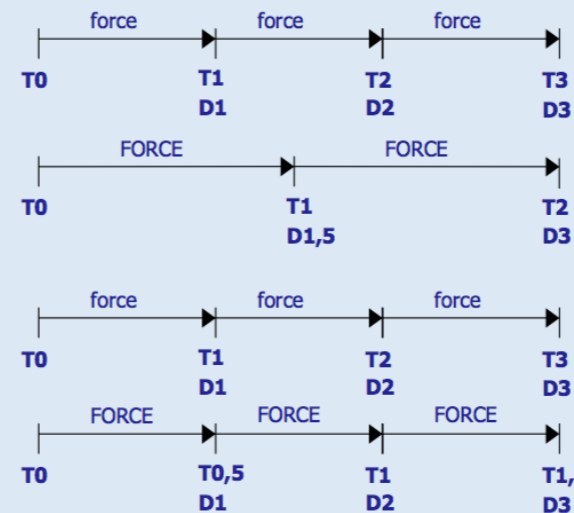 force force force
T0 T1 T2 T3
D1 D2 D3
FORCE FORCE
T0 T1 T2
D1,5 D3
force force force
T0 T1 T2 T3
D1 D2 D3
FORCE FORCE FORCE
T0 T0,5 T1 T1,
D1 D2 D3